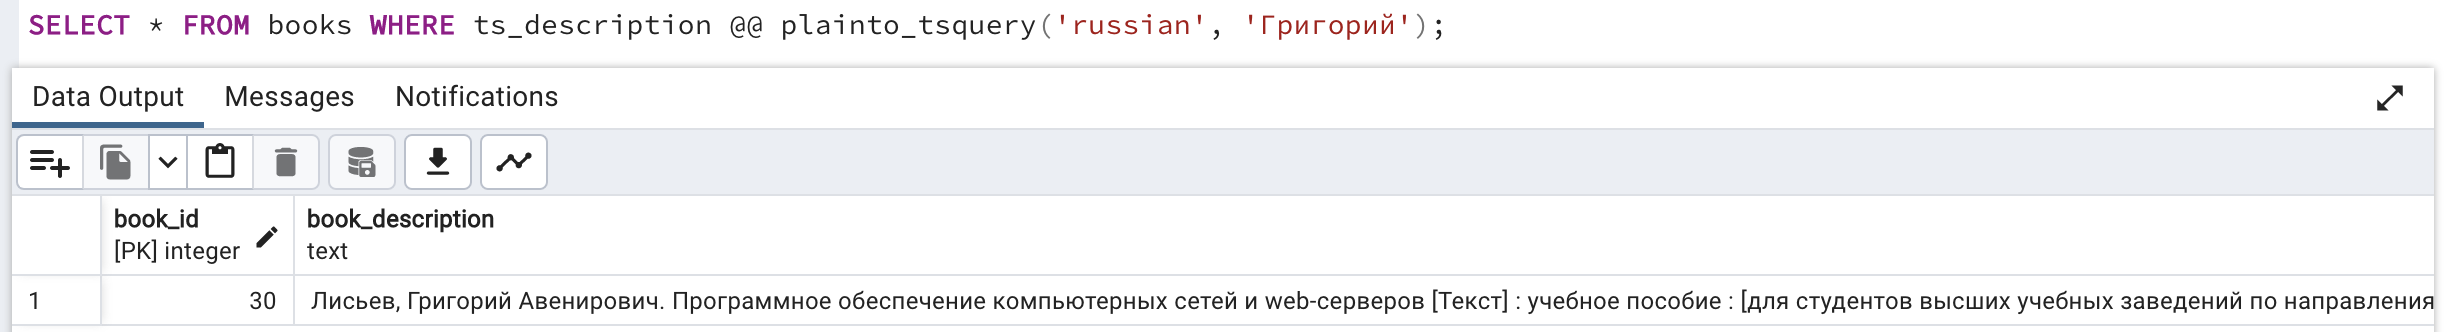 SELECT * FROM books WHERE ts_description @@ plainto_tsquery('russian', 'Григорий');
Data Output Messages Notifications
book_id book_description
[PK] integer text
1 30 Лисьев, Григорий Авенирович. Программное обеспечение компьютерных сетей и web-серверов [Текст] : учебное пособие : [для студентов высших учебных заведений по направления